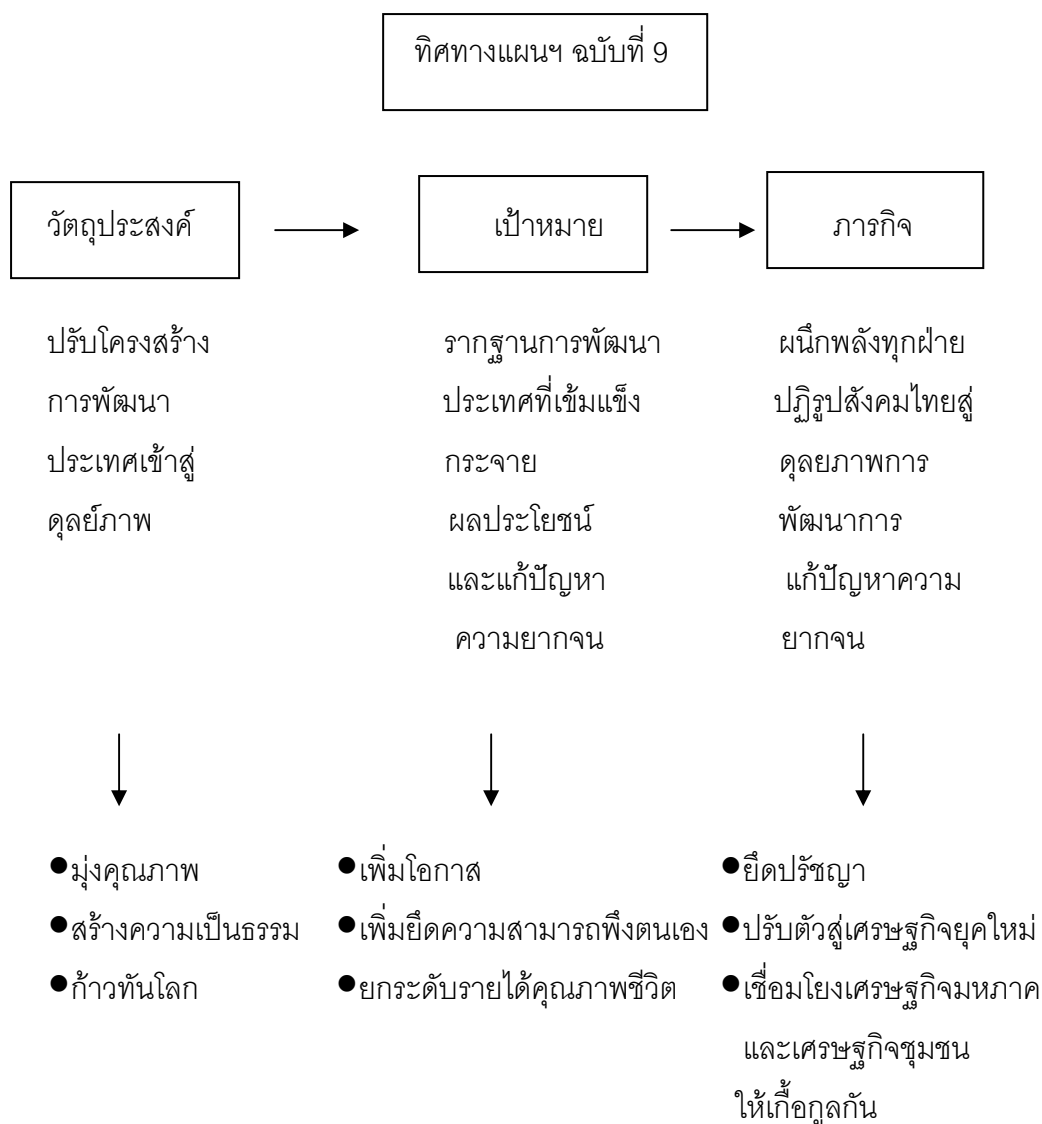 ทิศทางแผนฯ ฉบับที่ 9
วัตถุประสงค์
ปรับโครงสร้าง
การพัฒนา
ประเทศเข้าสู่
ดุลย์ภาพ
●มุ่งคุณภาพ
●สร้างความเป็นธรรม
●ก้าวทันโลก
เป้าหมาย
รากฐานการพัฒนา
ประเทศที่เข้มแข็ง
กระจาย
ผลประโยชน์
และแก้ปัญหา
ความยากจน
●เพิ่มโอกาส
●เพิ่มยึดความสามารถพึงตนเอง
●ยกระดับรายได้คุณภาพชีวิต
ภารกิจ
ผนึกพลังทุกฝ่าย
ปฏิรูปสังคมไทยสู่
ดุลยภาพการ
พัฒนาการ
แก้ปัญหาความ
ยากจน
●ยึดปรัชญา
●ปรับตัวสู่เศรษฐกิจยุคใหม่
●เชื่อมโยงเศรษฐกิจมหภาค
และเศรษฐกิจชุมชน
ให้เกื้อกูลกัน